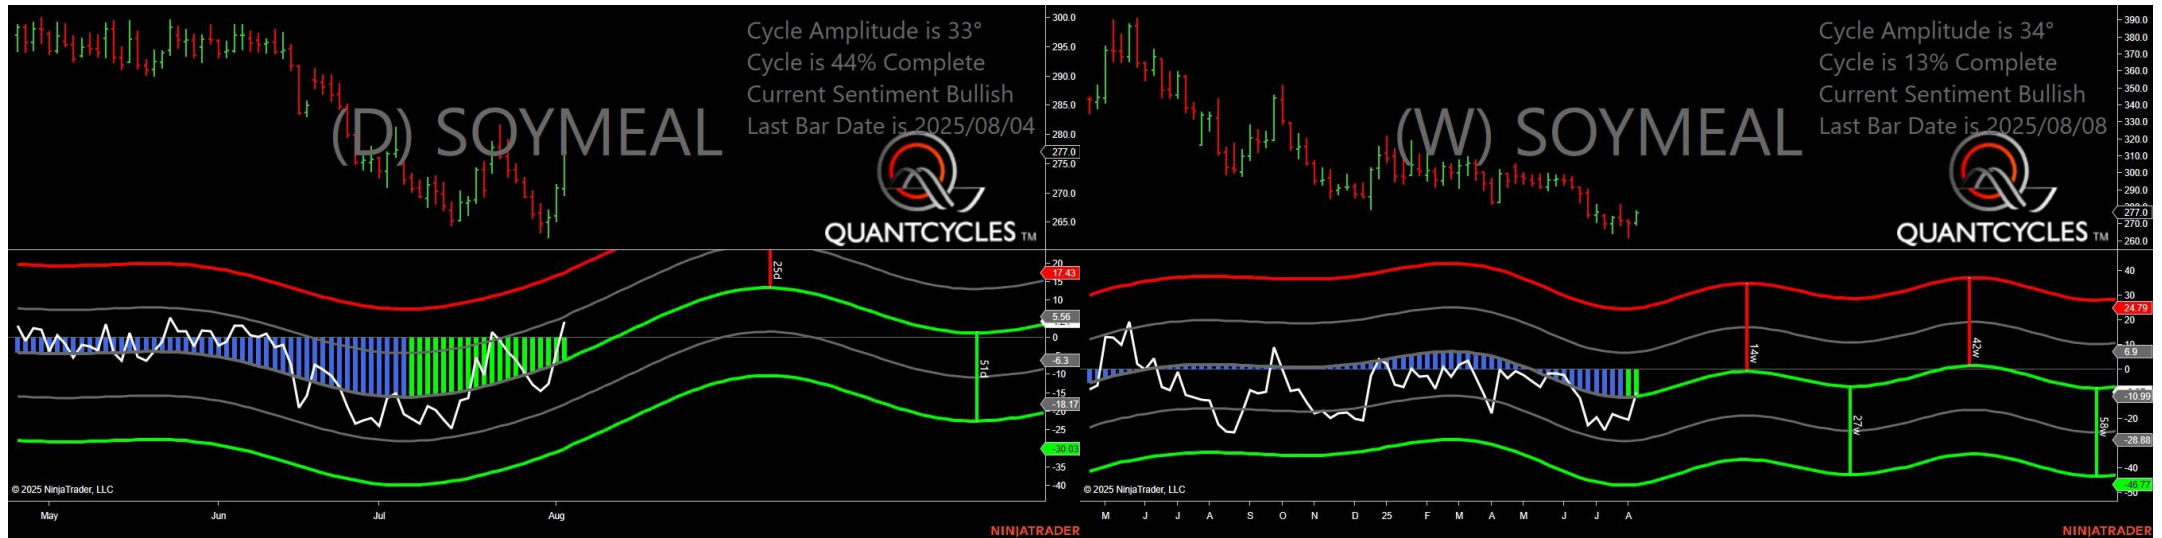 Cycle Amplitude is 33°
Cycle is 44% Complete
Current Sentiment Bullish
Last Bar Date is 2025/08/04
(D) SOYMEAL
QUANTCYCLES TM
300.0
295.0
290.0
285.0
280.0
277.0
275.0
270.0
265.0
25d
51d
20
17.43
15
10
5.56
0
-6.3
-10
-15
-18.17
-20
-25
-30.03
-35
-40
© 2025 NinjaTrader, LLC
May
Jun
Jul
Aug
NINJATRADER
Cycle Amplitude is 34°
Cycle is 13% Complete
Current Sentiment Bullish
Last Bar Date is 2025/08/08
(W) SOYMEAL
QUANTCYCLES TM
390.0
380.0
370.0
360.0
350.0
340.0
330.0
320.0
310.0
300.0
290.0
277.0
270.0
260.0
14w
27w
42w
58w
40
30
24.79
20
6.9
0
-10.99
-20
-28.88
-40
-46.77
-50
© 2025 NinjaTrader, LLC
M
J
J
A
S
O
N
D
25
F
M
A
M
J
J
A
NINJATRADER